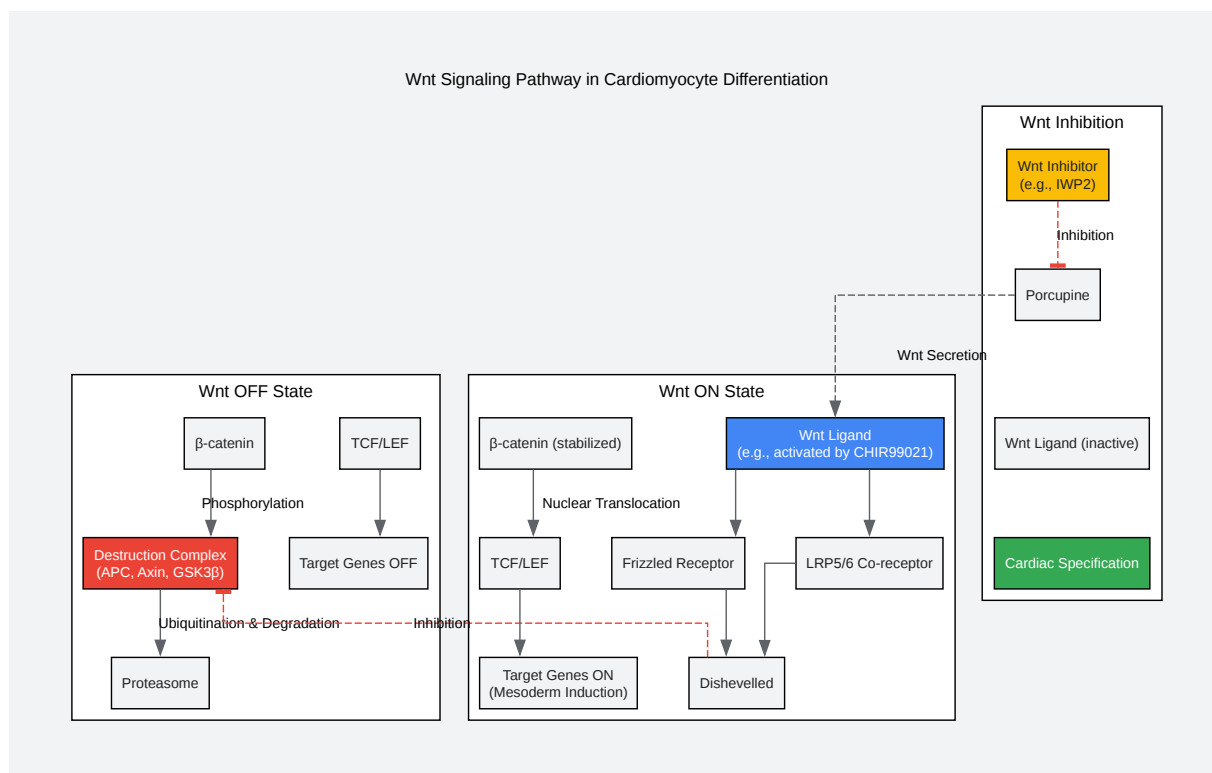 Wnt Signaling Pathway in Cardiomyocyte Differentiation
Wnt Inhibition
Wnt Inhibitor
(e.g., IWP2)
Inhibition
Porcupine
Wnt Secretion
Wnt Ligand (inactive)
Cardiac Specification
Wnt OFF State
β-catenin
TCF/LEF
Phosphorylation
Destruction Complex
(APC, Axin, GSK3β)
Target Genes OFF
Ubiquitination & Degradation
Proteasome
Wnt ON State
β-catenin (stabilized)
Wnt Ligand
(e.g., activated by CHIR99021)
Nuclear Translocation
TCF/LEF
Frizzled Receptor
LRP5/6 Co-receptor
Inhibition
Target Genes ON
(Mesoderm Induction)
Dishevelled